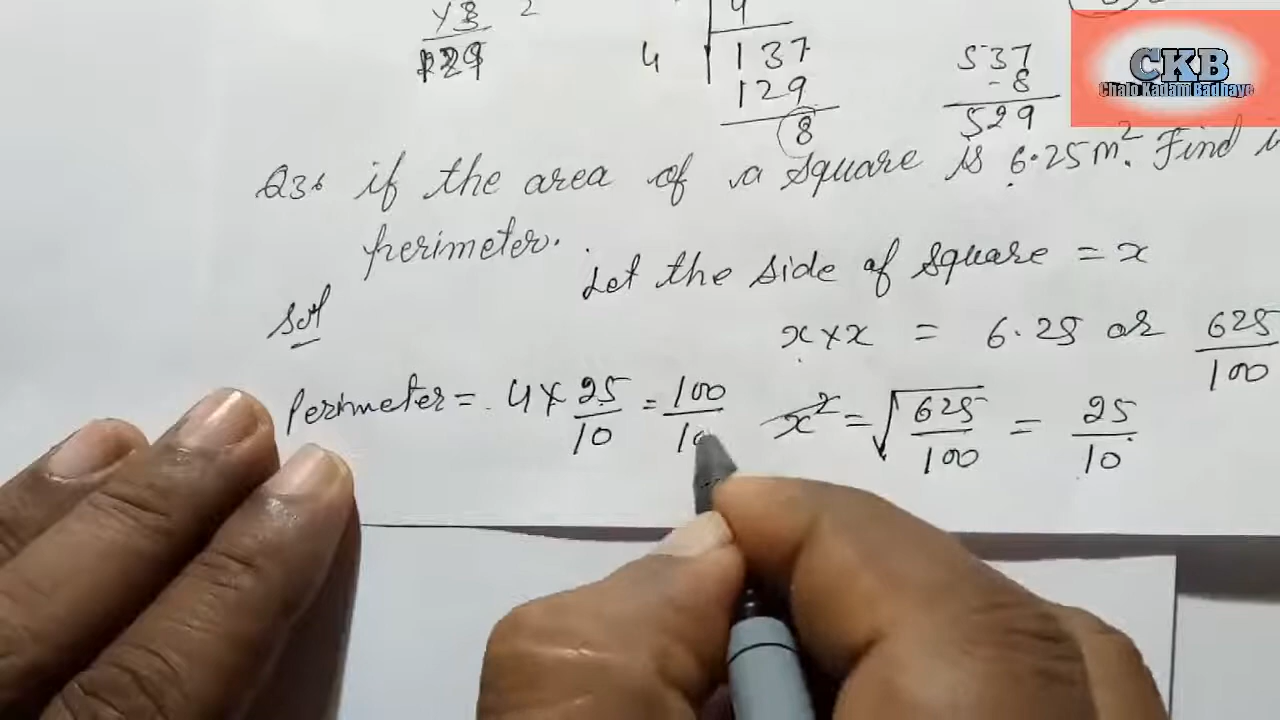 4
137
4
129
8
537
-8
529
CKB
Chalo Kadam Badhaye
Q3. if the area of a square is 6.25m². Find i
perimeter.
Let the side of square = x
Sol
x × x = 6.25 or 625/100
Perimeter = 4 × 25/10 = 100/10
x² = √625/100 = 25/10